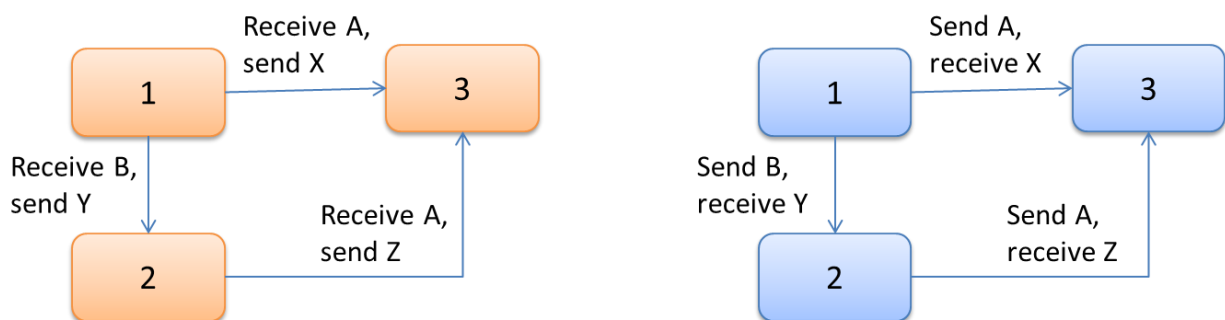 Receive A,
send X
1
3
Receive B,
send Y
Receive A,
send Z
2
Send A,
receive X
1
3
Send B,
receive Y
Send A,
receive Z
2